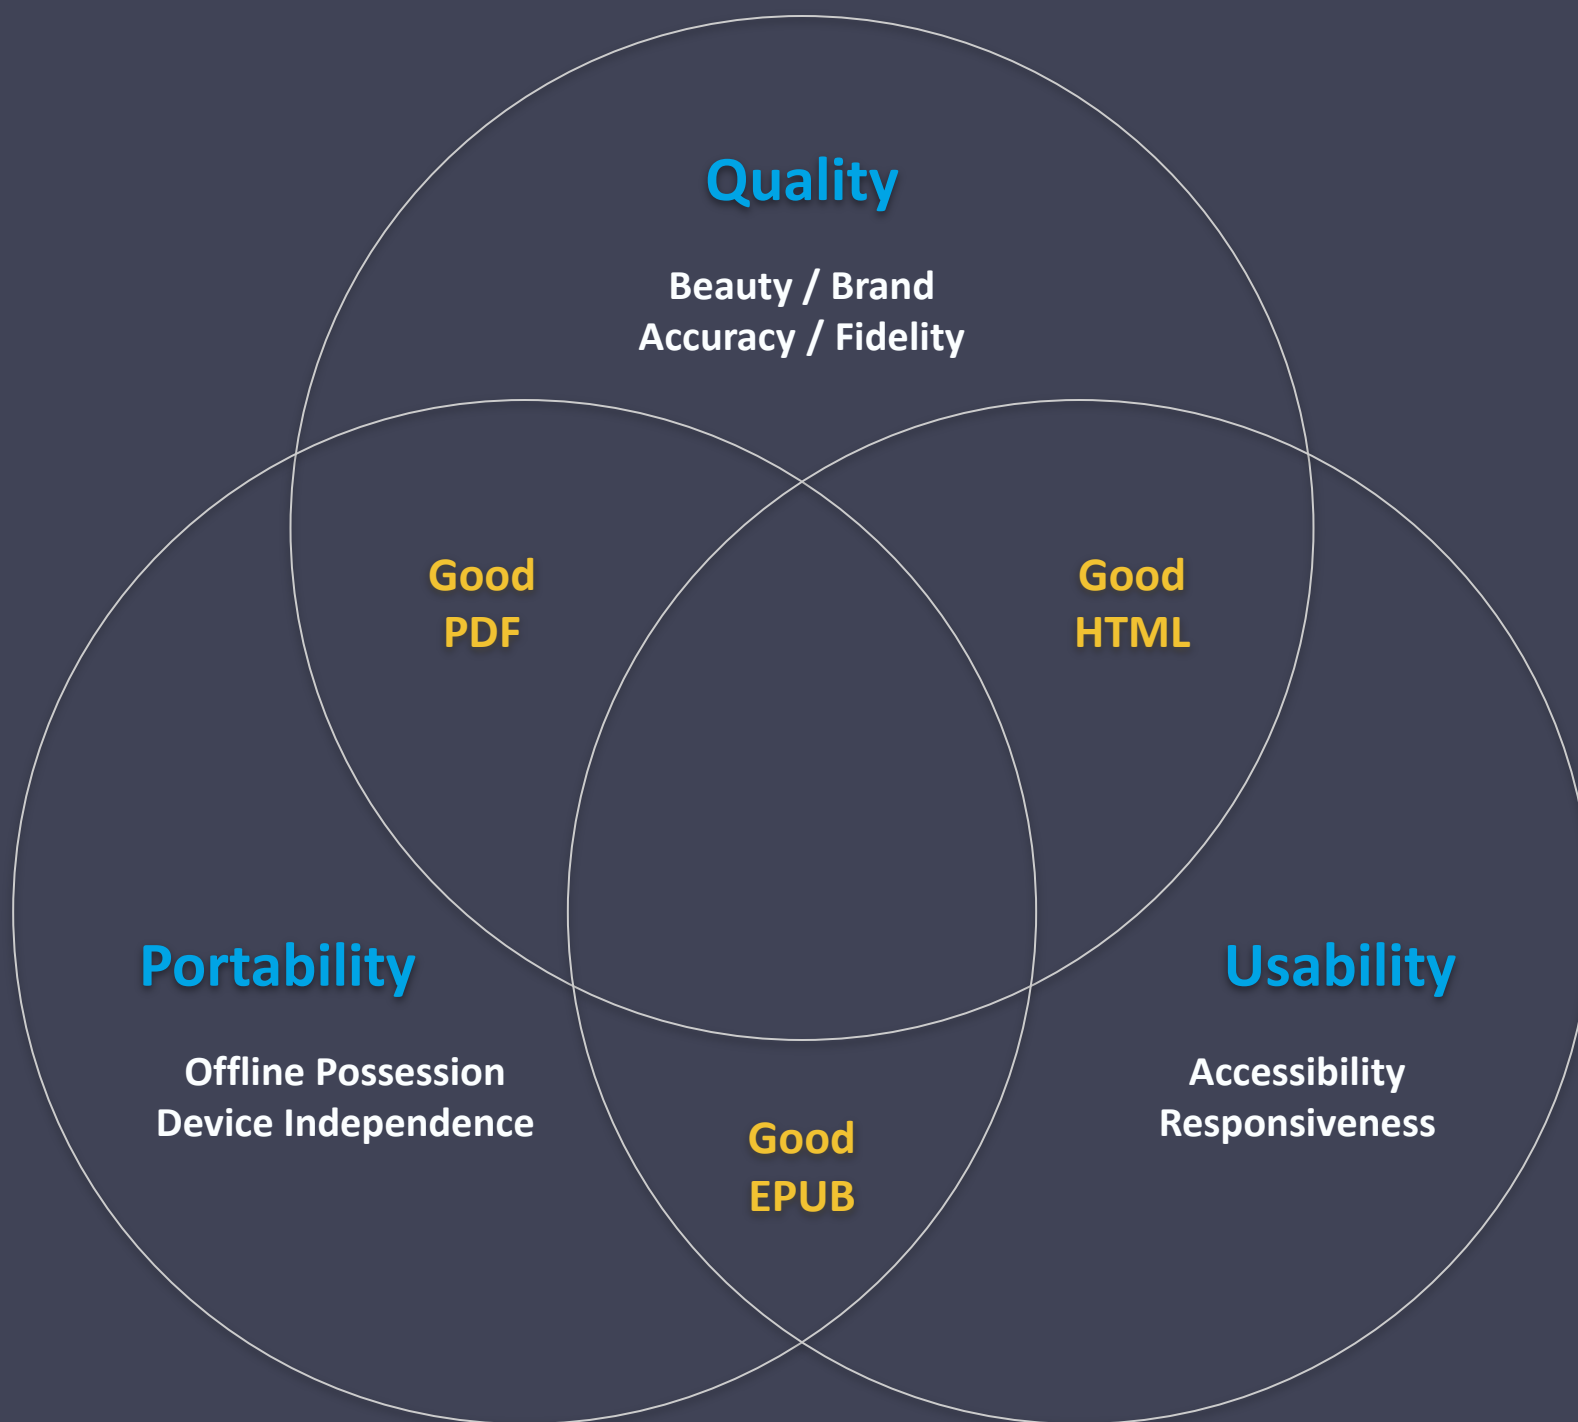 Quality
Beauty / Brand
Accuracy / Fidelity
Good
PDF
Good
HTML
Portability
Offline Possession
Device Independence
Usability
Accessibility
Responsiveness
Good
EPUB